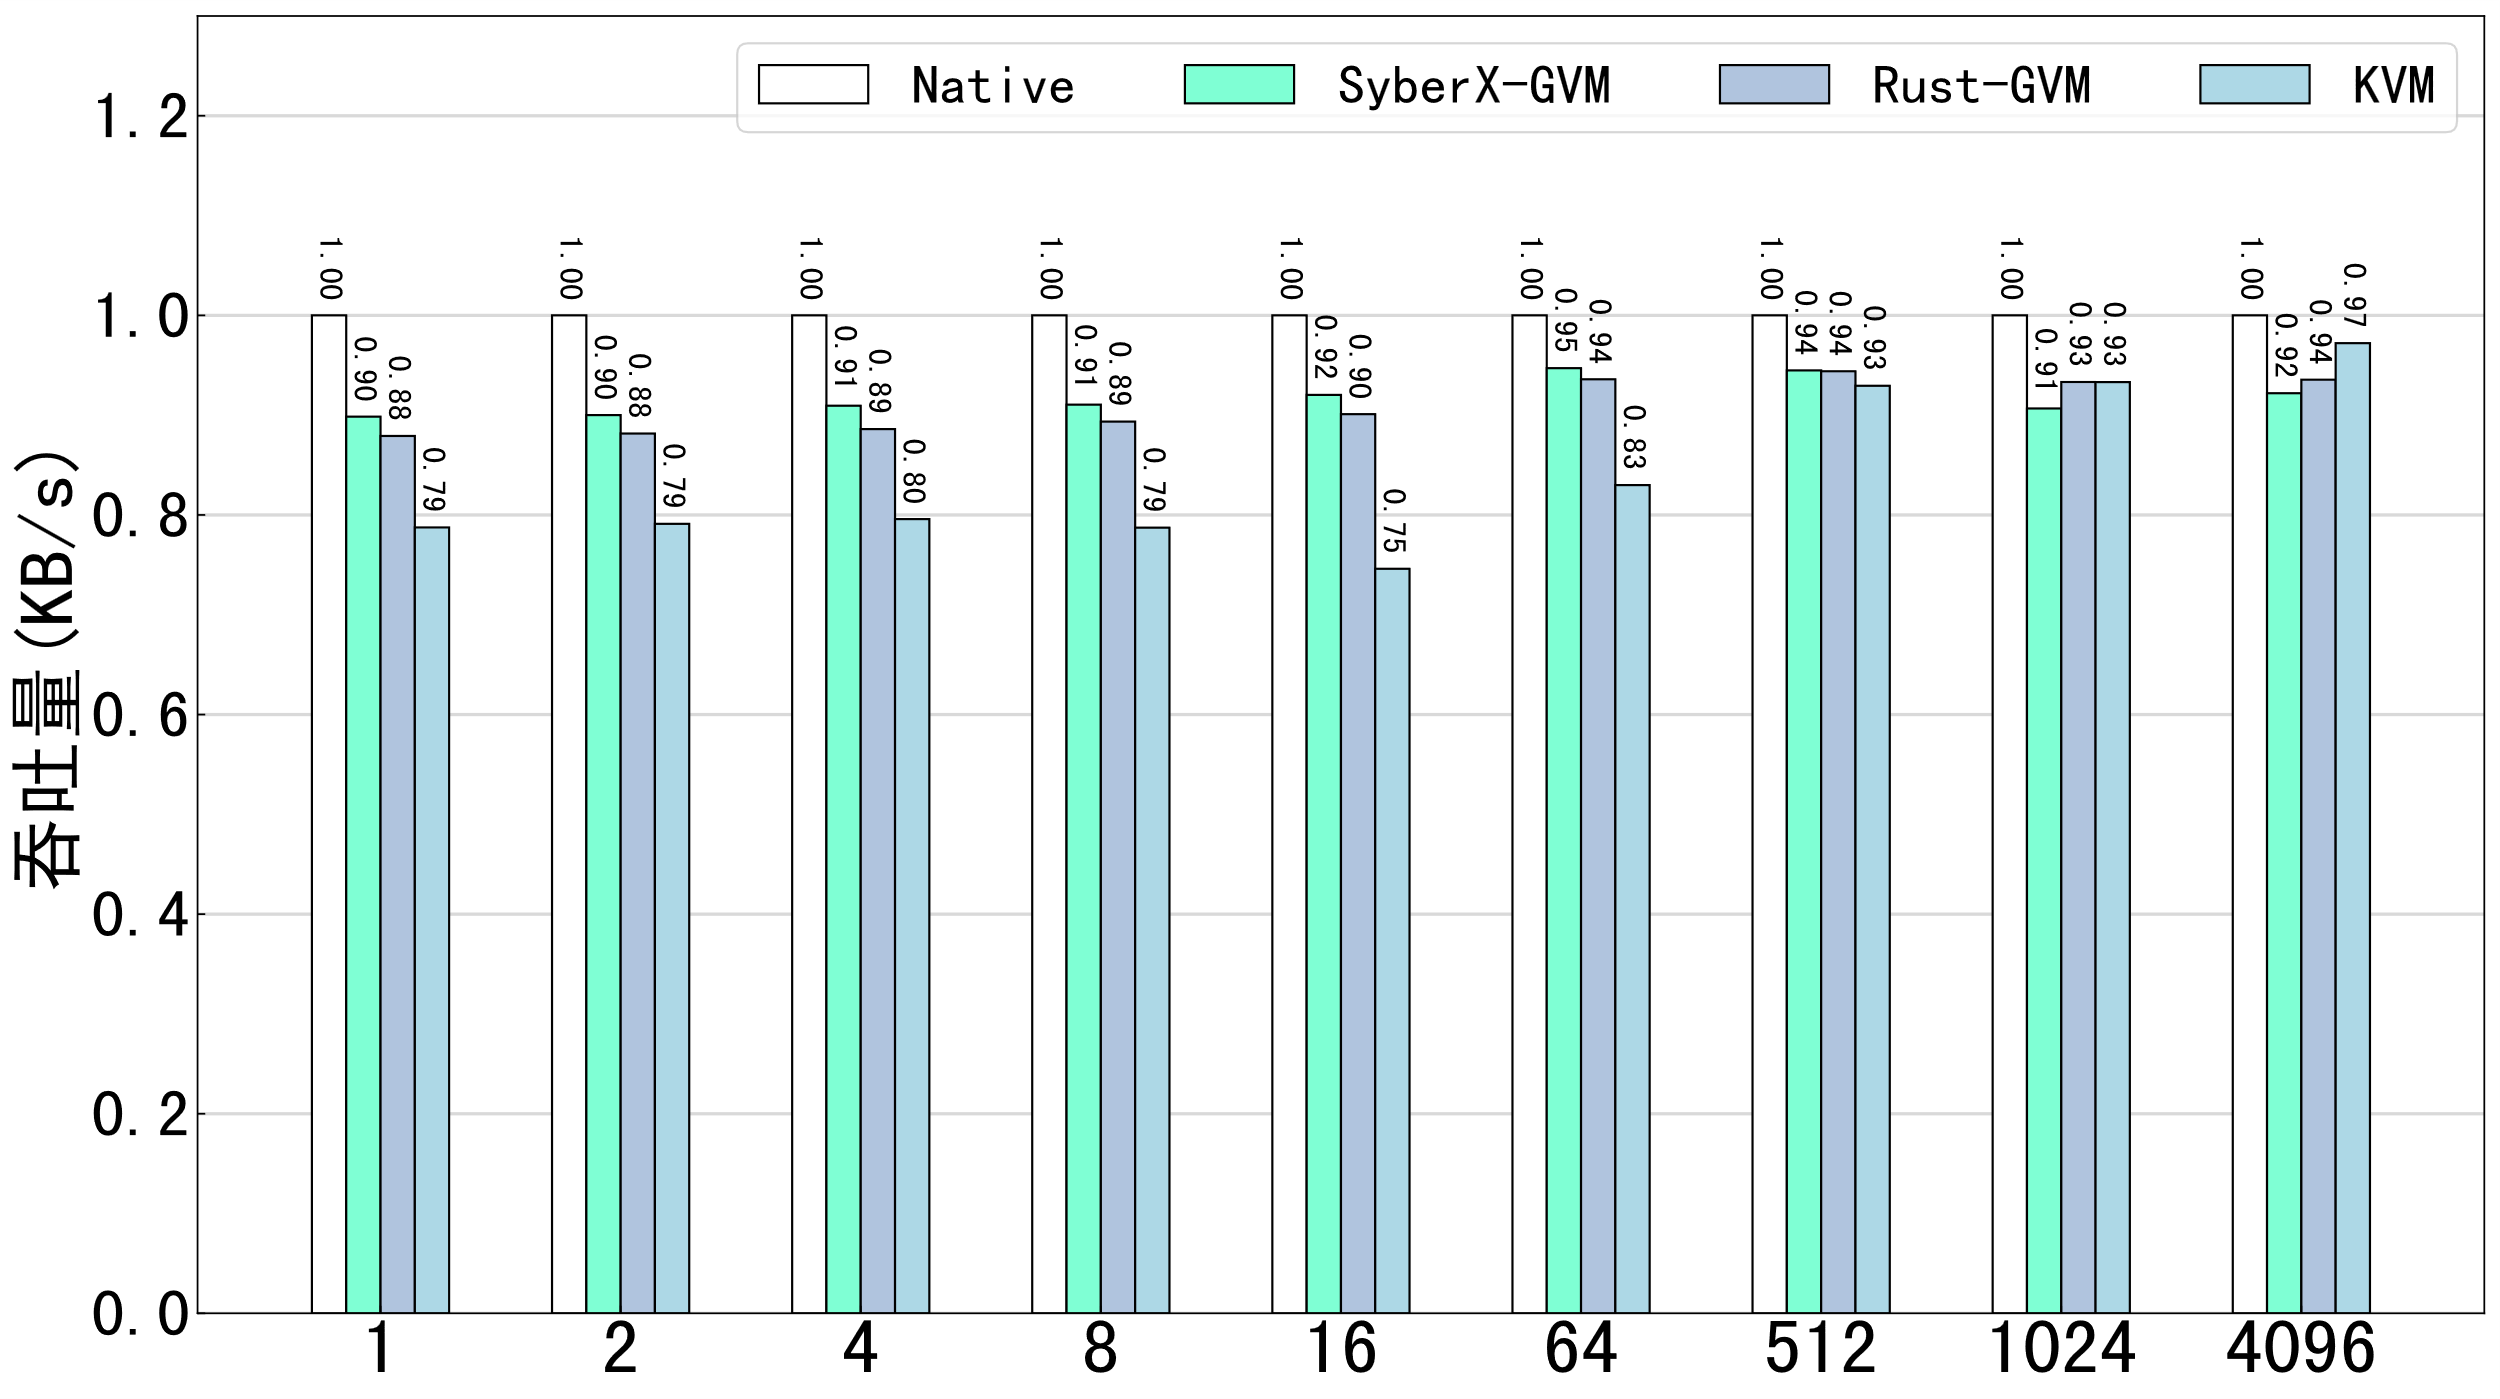 Native SyberX-GVM Rust-GVM KVM
吞吐量(KB/s)
1.2
1.0
0.8
0.6
0.4
0.2
0.0
1.00 0.90 0.88 0.79
1.00 0.90 0.88 0.79
1.00 0.91 0.89 0.80
1.00 0.91 0.89 0.79
1.00 0.92 0.90 0.75
1.00 0.95 0.94 0.83
1.00 0.94 0.94 0.93
1.00 0.91 0.93 0.93
1.00 0.92 0.94 0.97
1 2 4 8 16 64 512 1024 4096